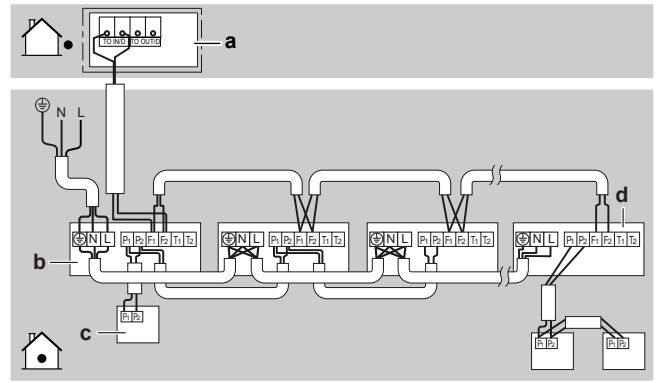 TO IN/D TO OUT/D
a
N L
d
N L P1 P2 F1 F2 T1 T2
N L P1 P2 F1 F2 T1 T2
N L P1 P2 F1 F2 T1 T2
N L P1 P2 F1 F2 T1 T2
b
c
P1 P2
P1 P2
P1 P2